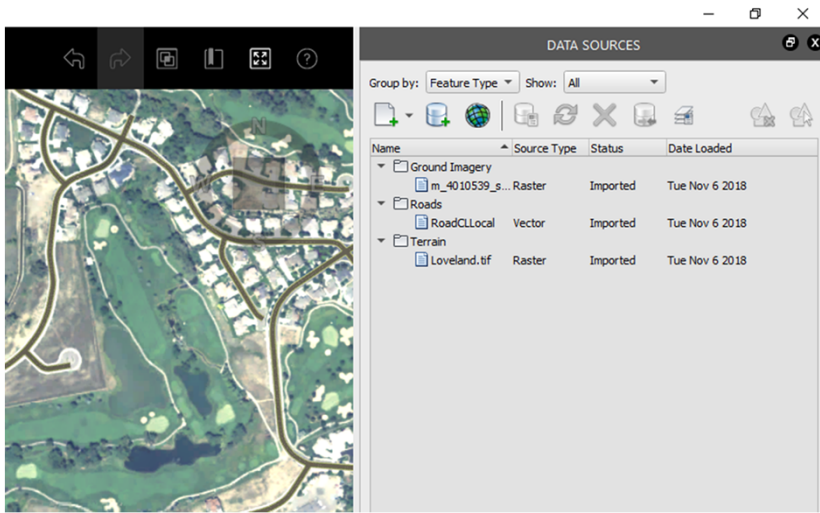 DATA SOURCES
Group by: Feature Type Show: All
Name Source Type Status Date Loaded
Ground Imagery
m_4010539_s... Raster Imported Tue Nov 6 2018
Roads
RoadCLLocal Vector Imported Tue Nov 6 2018
Terrain
Loveland.tif Raster Imported Tue Nov 6 2018
N
W E
S